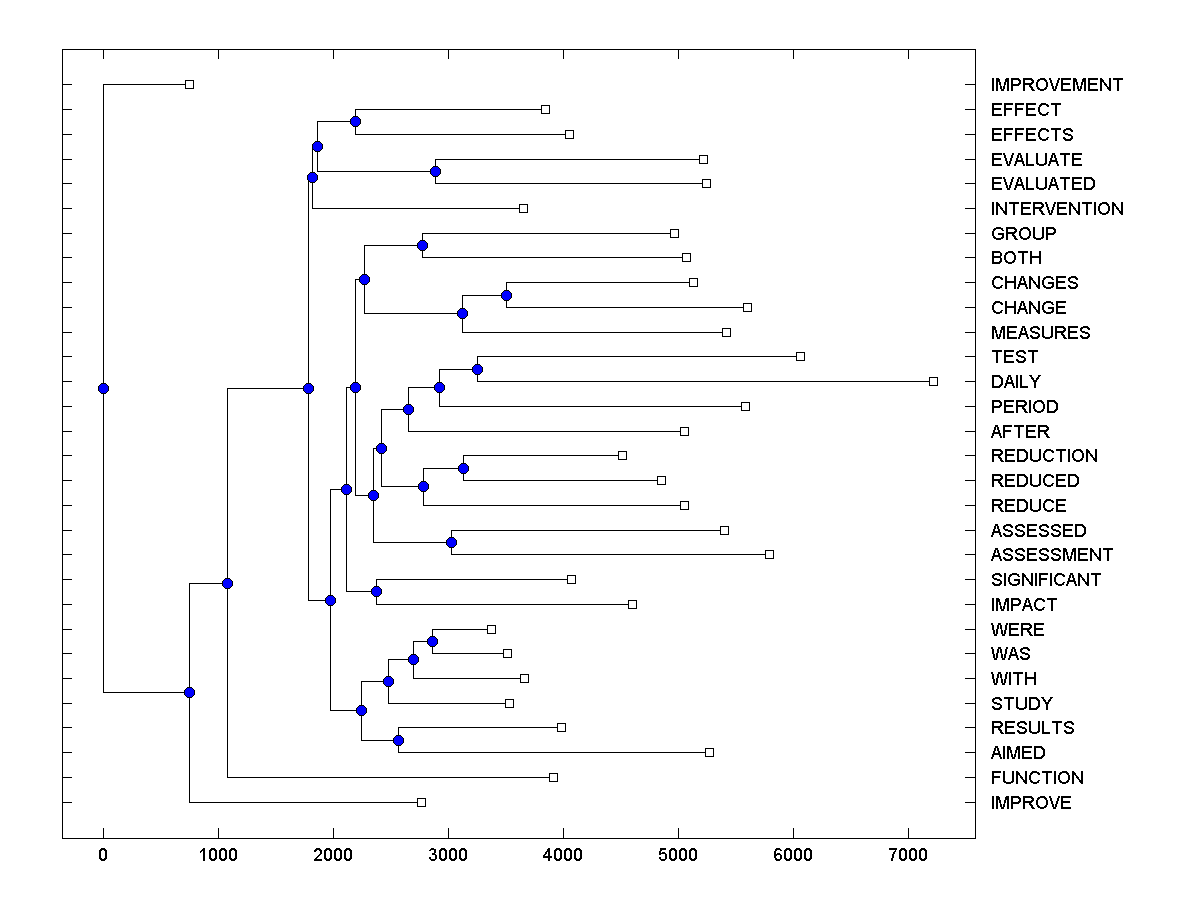 IMPROVEMENT
EFFECT
EFFECTS
EVALUATE
EVALUATED
INTERVENTION
GROUP
BOTH
CHANGES
CHANGE
MEASURES
TEST
DAILY
PERIOD
AFTER
REDUCTION
REDUCED
REDUCE
ASSESSED
ASSESSMENT
SIGNIFICANT
IMPACT
WERE
WAS
WITH
STUDY
RESULTS
AIMED
FUNCTION
IMPROVE
0 1000 2000 3000 4000 5000 6000 7000